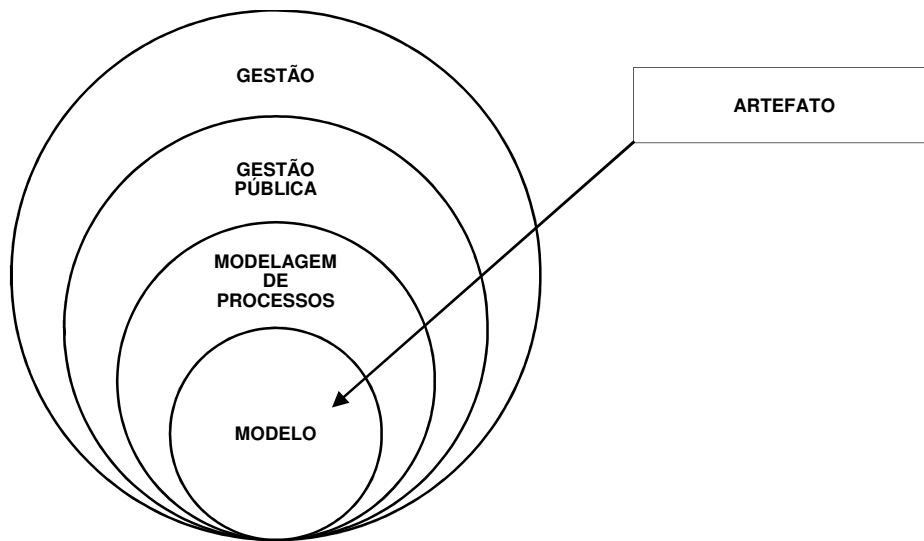 GESTÃO
ARTEFATO
GESTÃO
PÚBLICA
MODELAGEM
DE
PROCESSOS
MODELO